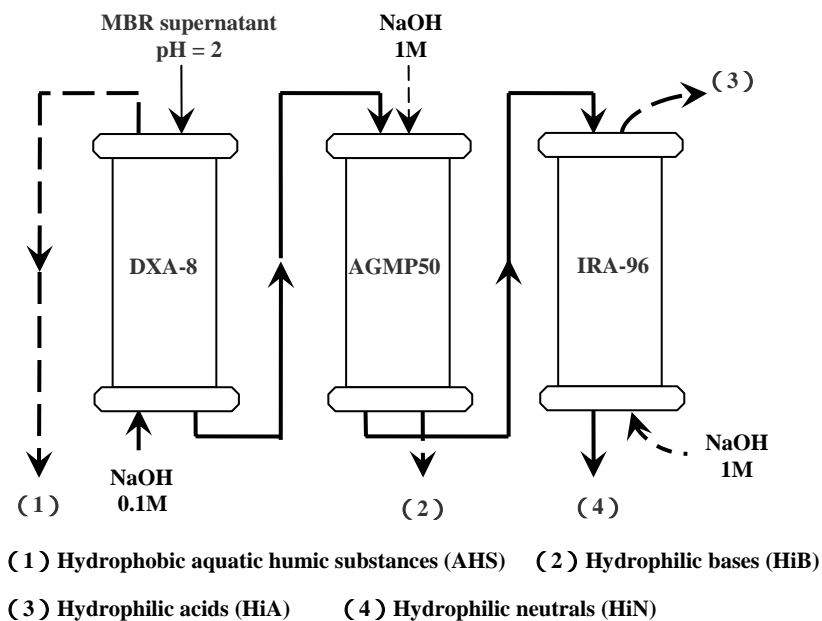 MBR supernatant
pH = 2
NaOH
1M
(3)
DXA-8
AGMP50
IRA-96
NaOH
0.1M
NaOH
1M
(1)
(2)
(4)
(1) Hydrophobic aquatic humic substances (AHS) (2) Hydrophilic bases (HiB)
(3) Hydrophilic acids (HiA) (4) Hydrophilic neutrals (HiN)